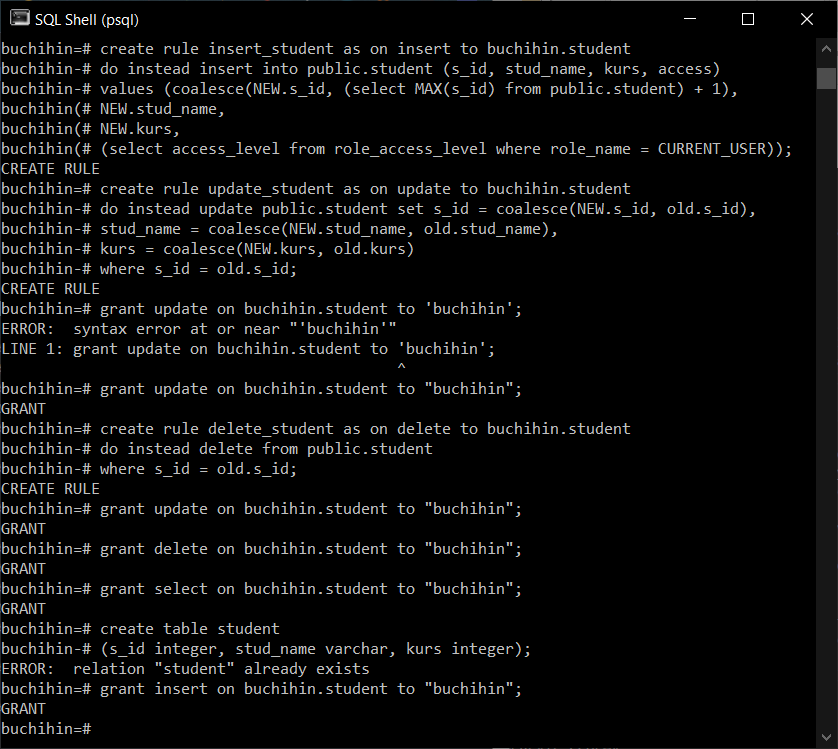 SQL Shell (psql)
buchihin=# create rule insert_student as on insert to buchihin.student
buchihin-# do instead insert into public.student (s_id, stud_name, kurs, access)
buchihin-# values (coalesce(NEW.s_id, (select MAX(s_id) from public.student) + 1),
buchihin(# NEW.stud_name,
buchihin(# NEW.kurs,
buchihin(# (select access_level from role_access_level where role_name = CURRENT_USER));
CREATE RULE
buchihin=# create rule update_student as on update to buchihin.student
buchihin-# do instead update public.student set s_id = coalesce(NEW.s_id, old.s_id),
buchihin-# stud_name = coalesce(NEW.stud_name, old.stud_name),
buchihin-# kurs = coalesce(NEW.kurs, old.kurs)
buchihin-# where s_id = old.s_id;
CREATE RULE
buchihin=# grant update on buchihin.student to 'buchihin';
ERROR:  syntax error at or near "'buchihin'"
LINE 1: grant update on buchihin.student to 'buchihin';
^
buchihin=# grant update on buchihin.student to "buchihin";
GRANT
buchihin=# create rule delete_student as on delete to buchihin.student
buchihin-# do instead delete from public.student
buchihin-# where s_id = old.s_id;
CREATE RULE
buchihin=# grant update on buchihin.student to "buchihin";
GRANT
buchihin=# grant delete on buchihin.student to "buchihin";
GRANT
buchihin=# grant select on buchihin.student to "buchihin";
GRANT
buchihin=# create table student
buchihin-# (s_id integer, stud_name varchar, kurs integer);
ERROR:  relation "student" already exists
buchihin=# grant insert on buchihin.student to "buchihin";
GRANT
buchihin=#